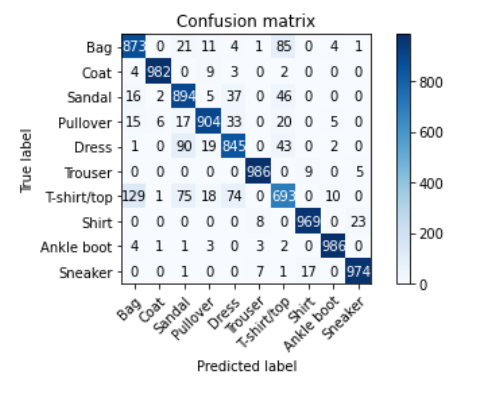 Confusion matrix
True label
Bag 873 0 21 11 4 1 85 0 4 1
Coat 4 982 0 9 3 0 2 0 0 0
Sandal 16 2 894 5 37 0 46 0 0 0
Pullover 15 6 17 904 33 0 20 0 5 0
Dress 1 0 90 19 845 0 43 0 2 0
Trouser 0 0 0 0 0 986 0 9 0 5
T-shirt/top 129 1 75 18 74 0 693 0 10 0
Shirt 0 0 0 0 0 8 0 969 0 23
Ankle boot 4 1 1 3 0 3 2 0 986 0
Sneaker 0 0 1 0 0 7 1 17 0 974
Bag Coat Sandal Pullover Dress Trouser T-shirt/top Shirt Ankle boot Sneaker
Predicted label
800
600
400
200
0